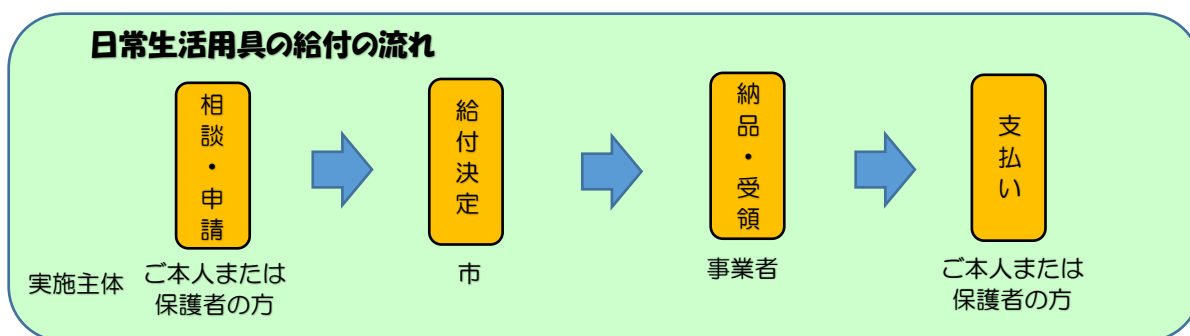 日常生活用具の給付の流れ
相談・申請
給付決定
納品・受領
支払い
実施主体
ご本人または
保護者の方
市
事業者
ご本人または
保護者の方